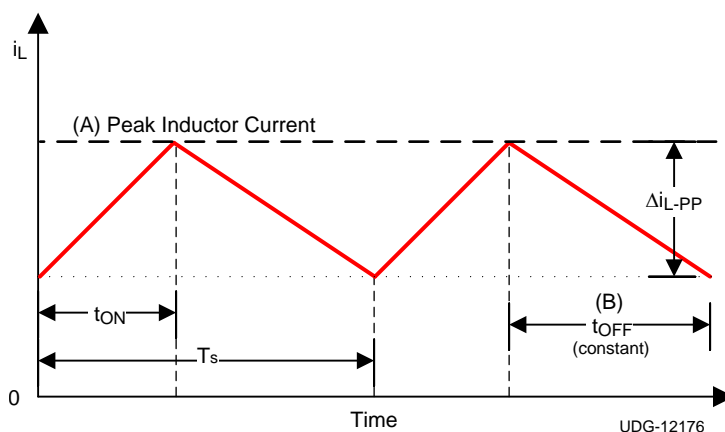 iL
(A) Peak Inductor Current
ΔiL-PP
(B)
tON
tOFF
(constant)
Ts
0
Time
UDG-12176